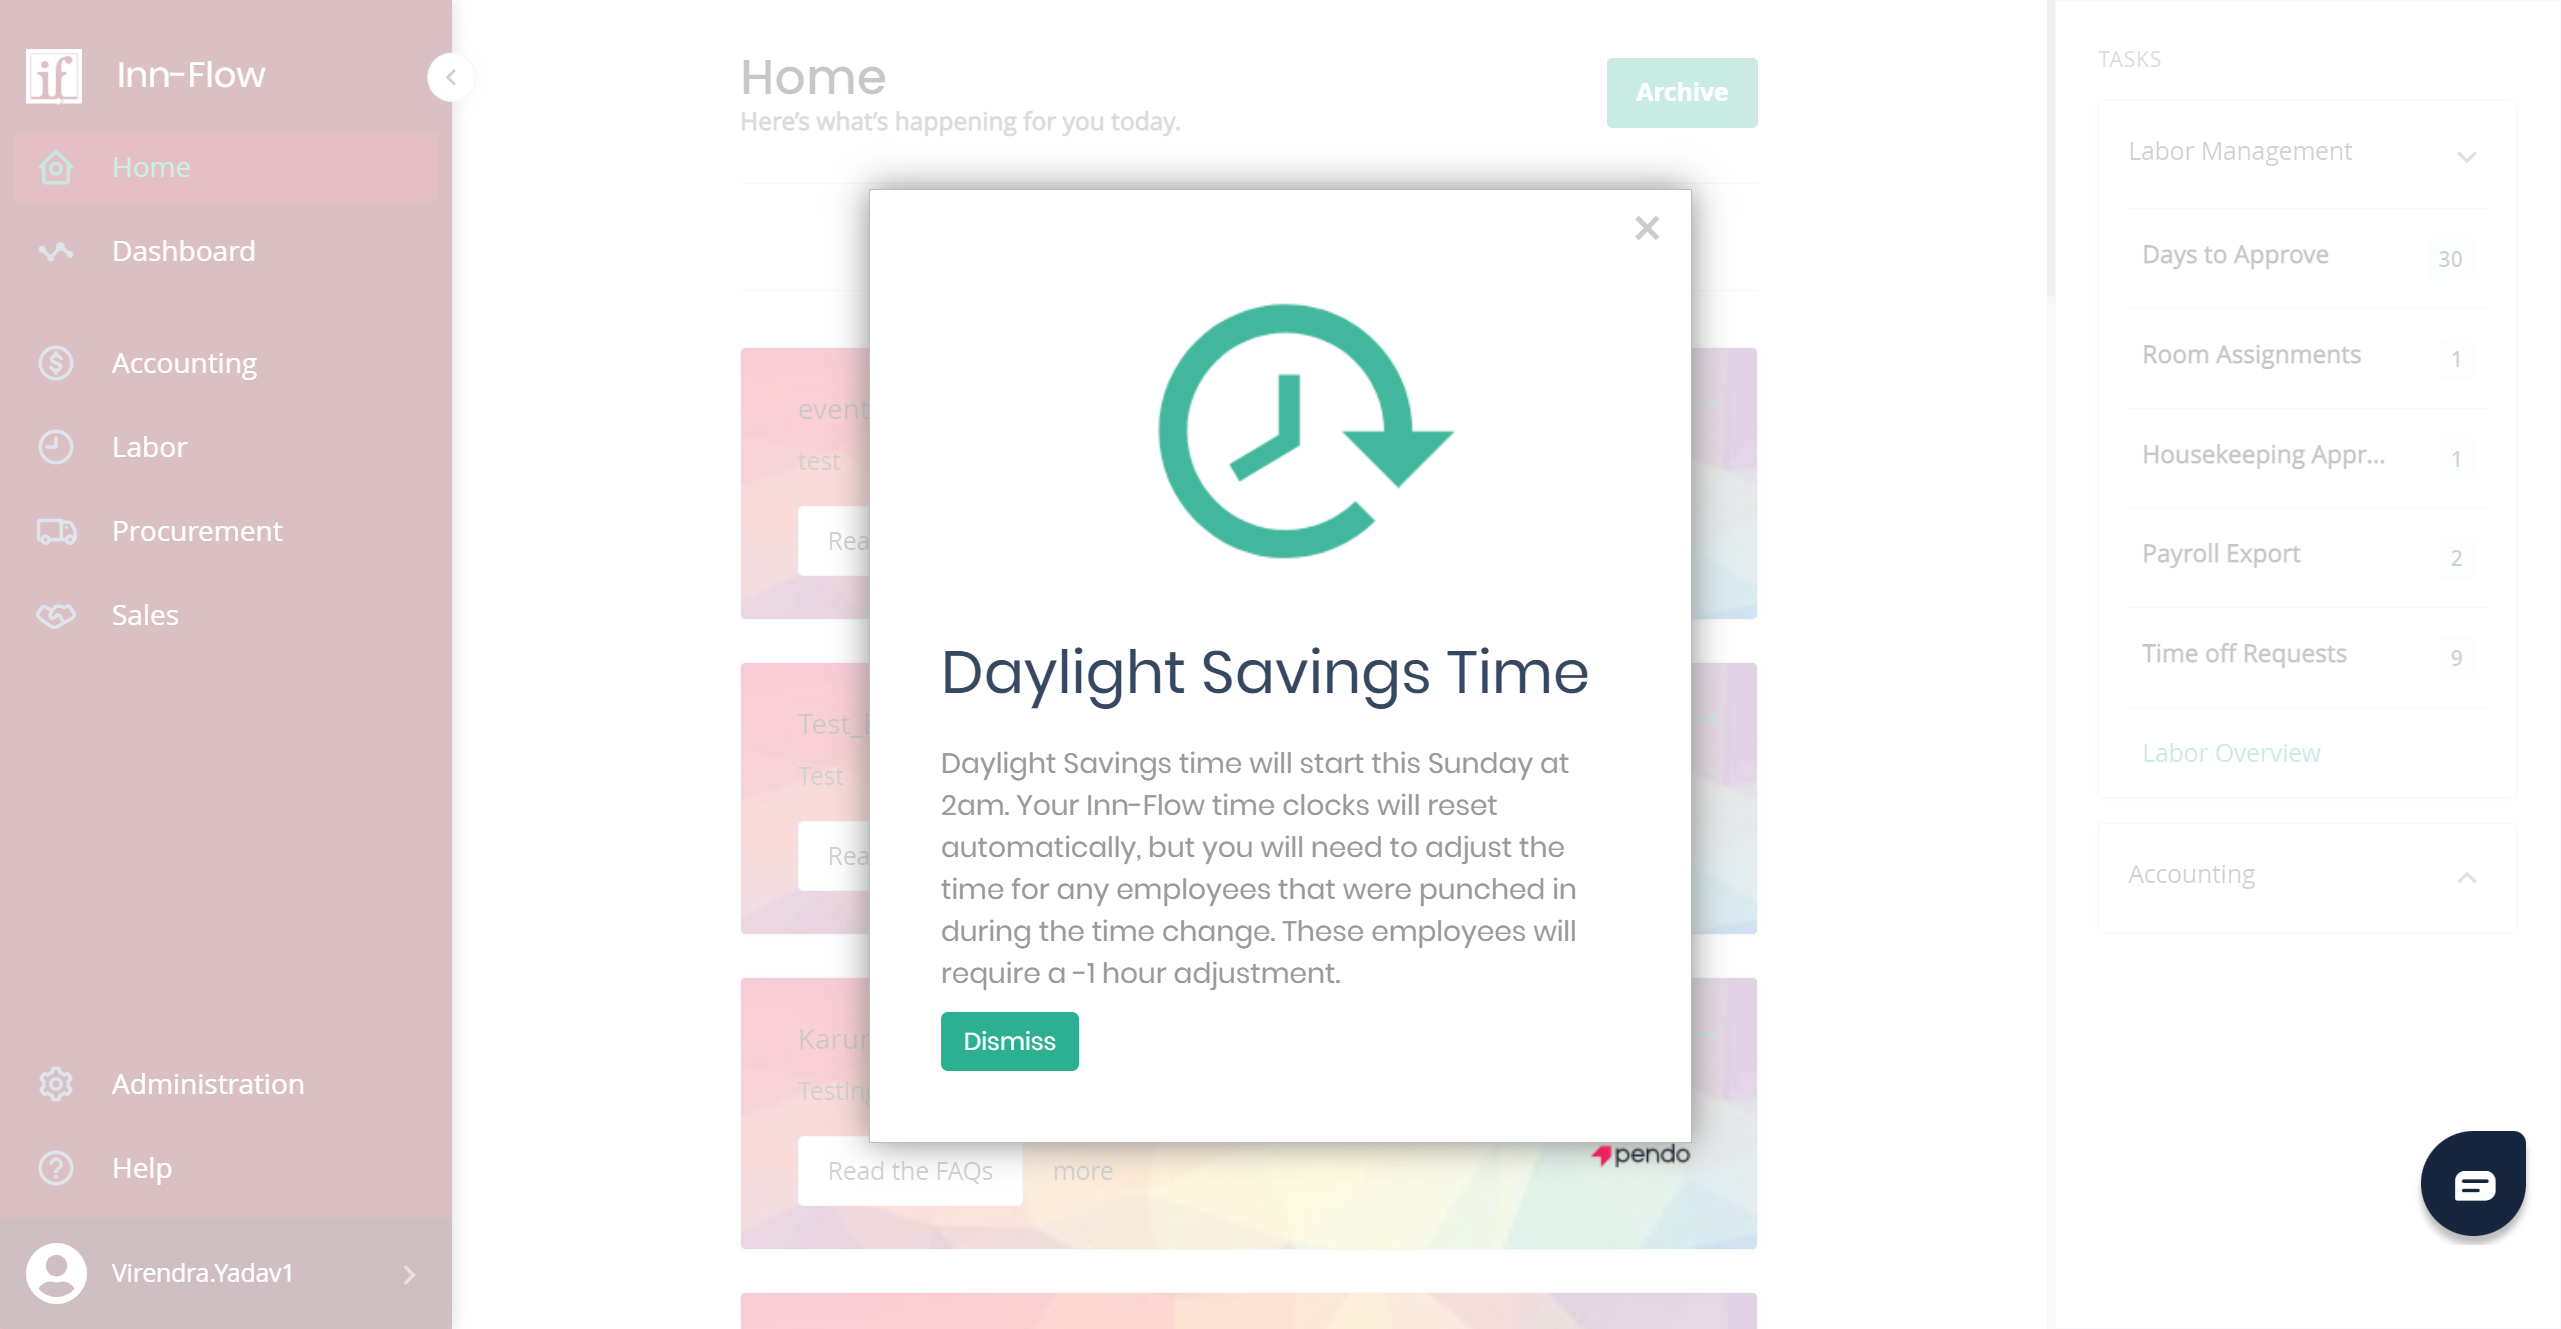 if
Inn-Flow
Home
Dashboard
Accounting
Labor
Procurement
Sales
Administration
Help
Virendra.Yadav1
Home
Here's what's happening for you today.
Archive
event
test
Rea
Test_
Test
Rea
Karur
Testing
Read the FAQs
more
Daylight Savings Time
Daylight Savings time will start this Sunday at
2am. Your Inn-Flow time clocks will reset
automatically, but you will need to adjust the
time for any employees that were punched in
during the time change. These employees will
require a -1 hour adjustment.
Dismiss
pendo
TASKS
Labor Management
Days to Approve 30
Room Assignments 1
Housekeeping Appr... 1
Payroll Export 2
Time off Requests 9
Labor Overview
Accounting